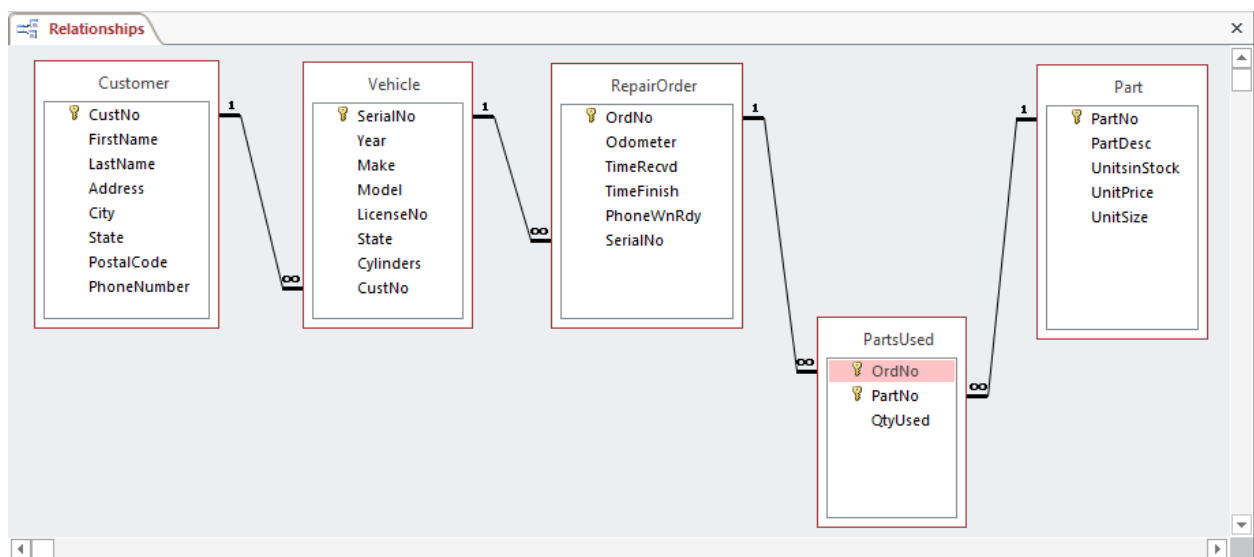 Relationships
Customer
CustNo
FirstName
LastName
Address
City
State
PostalCode
PhoneNumber
1
∞
Vehicle
SerialNo
Year
Make
Model
LicenseNo
State
Cylinders
CustNo
1
∞
RepairOrder
OrdNo
Odometer
TimeRecvd
TimeFinish
PhoneWnRdy
SerialNo
1
∞
PartsUsed
OrdNo
PartNo
QtyUsed
∞
1
Part
PartNo
PartDesc
UnitsinStock
UnitPrice
UnitSize